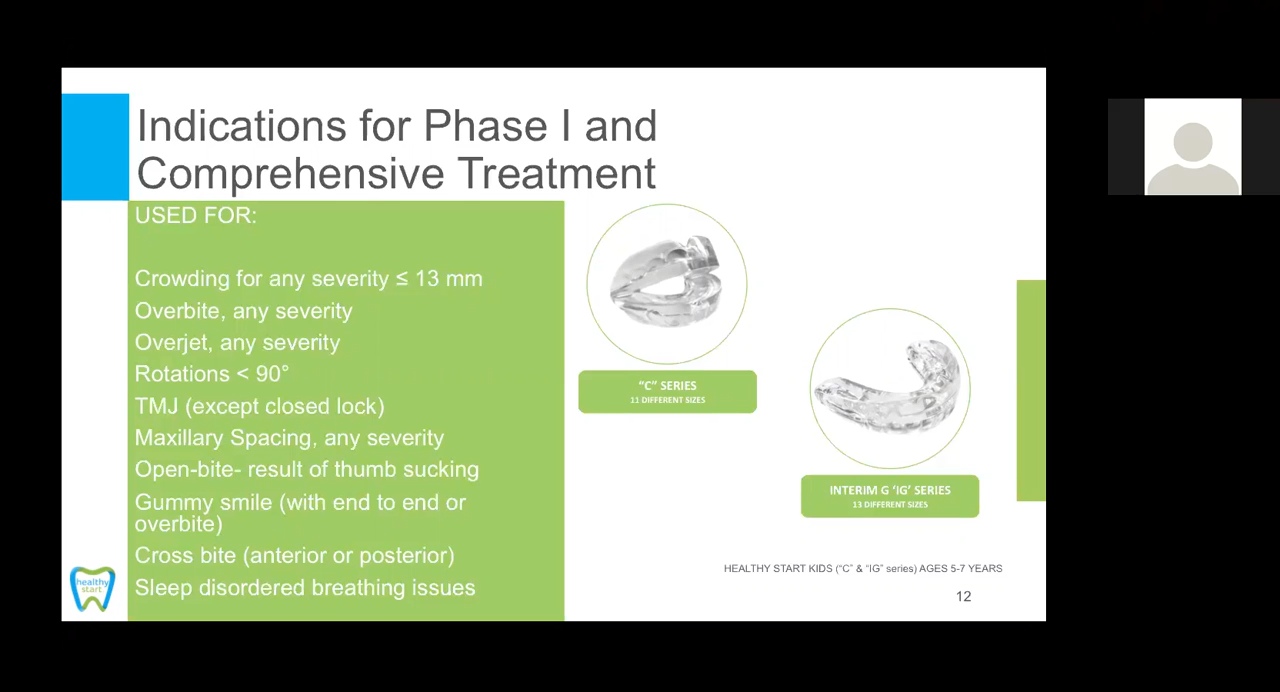 Indications for Phase I and
Comprehensive Treatment
USED FOR:
Crowding for any severity ≤ 13 mm
Overbite, any severity
Overjet, any severity
Rotations < 90°
TMJ (except closed lock)
Maxillary Spacing, any severity
Open-bite- result of thumb sucking
Gummy smile (with end to end or
overbite)
Cross bite (anterior or posterior)
Sleep disordered breathing issues
“C” SERIES
11 DIFFERENT SIZES
INTERIM G ‘IG’ SERIES
13 DIFFERENT SIZES
HEALTHY START KIDS (“C” & “IG” series) AGES 5-7 YEARS
12
healthy
start